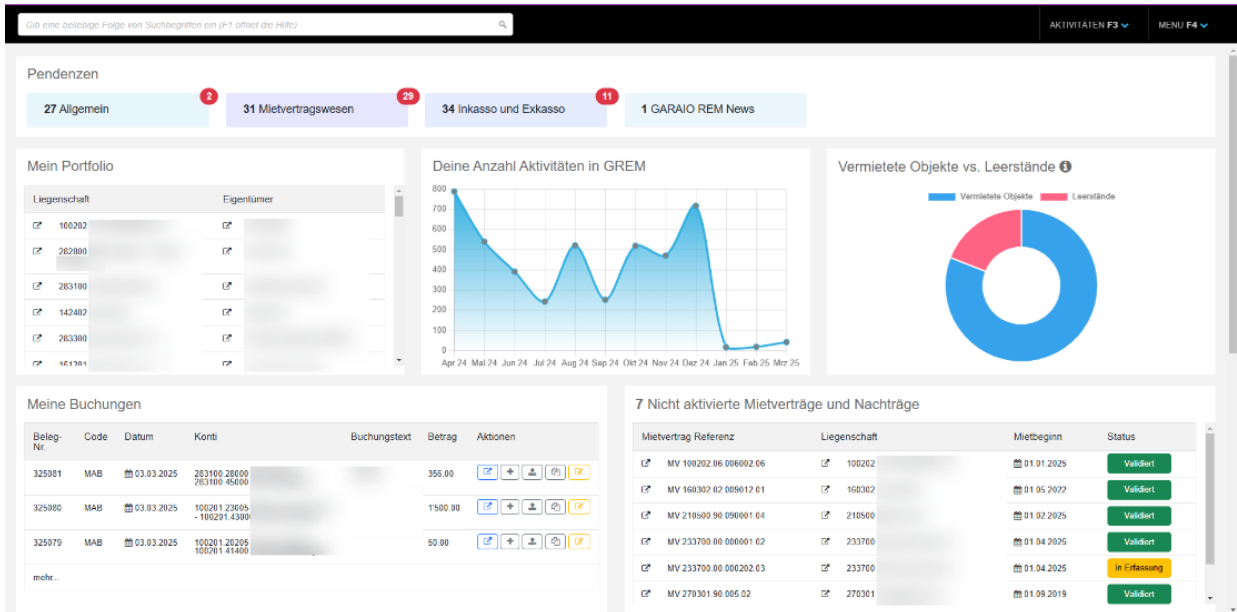 Gib eine beliebige Folge von Suchbegriffen ein (F1 öffnet die Hilfe)
AKTIVITÄTEN F3
MENU F4
Pendenzen
27 Allgemein
2
31 Mietvertragswesen
29
34 Inkasso und Exkasso
11
1 GARAIO REM News
Mein Portfolio
Liegenschaft Eigentümer
100202
282800
283100
142402
283300
151201
Deine Anzahl Aktivitäten in GREM
800
700
600
500
400
300
200
100
0
Apr 24 Mai 24 Jun 24 Jul 24 Aug 24 Sep 24 Okt 24 Nov 24 Dez 24 Jan 25 Feb 25 Mrz 25
Vermietete Objekte vs. Leerstände
Vermietete Objekte Leerstände
Meine Buchungen
Beleg-Nr. Code Datum Konti Buchungstext Betrag Aktionen
325081 MAB 03.03.2025 283100.28000 356.00
283100.45000
325080 MAB 03.03.2025 100201.23005 1'500.00
- 100201.4300
325079 MAB 03.03.2025 100201.20205 50.00
100201.41400
mehr...
7 Nicht aktivierte Mietverträge und Nachträge
Mietvertrag Referenz Liegenschaft Mietbeginn Status
MV 100202.06.006002.06 100202 01.01.2025 Validiert
MV 160302.02.009012.01 160302 01.05.2022 Validiert
MV 210500.90.090001.04 210500 01.02.2025 Validiert
MV 233700.00.000001.02 233700 01.04.2025 Validiert
MV 233700.00.000202.03 233700 01.04.2025 In Erfassung
MV 270301.90.005.02 270301 01.09.2019 Validiert